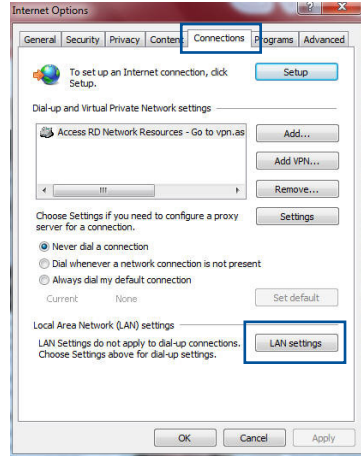 Internet Options
General Security Privacy Content Connections Programs Advanced
To set up an Internet connection, click
Setup.
Setup
Dial-up and Virtual Private Network settings
Access RD Network Resources - Go to vpn.as
Add...
Add VPN...
Remove...
Choose Settings if you need to configure a proxy
server for a connection.
Settings
Never dial a connection
Dial whenever a network connection is not present
Always dial my default connection
Current None
Set default
Local Area Network (LAN) settings
LAN Settings do not apply to dial-up connections.
Choose Settings above for dial-up settings.
LAN settings
OK Cancel Apply